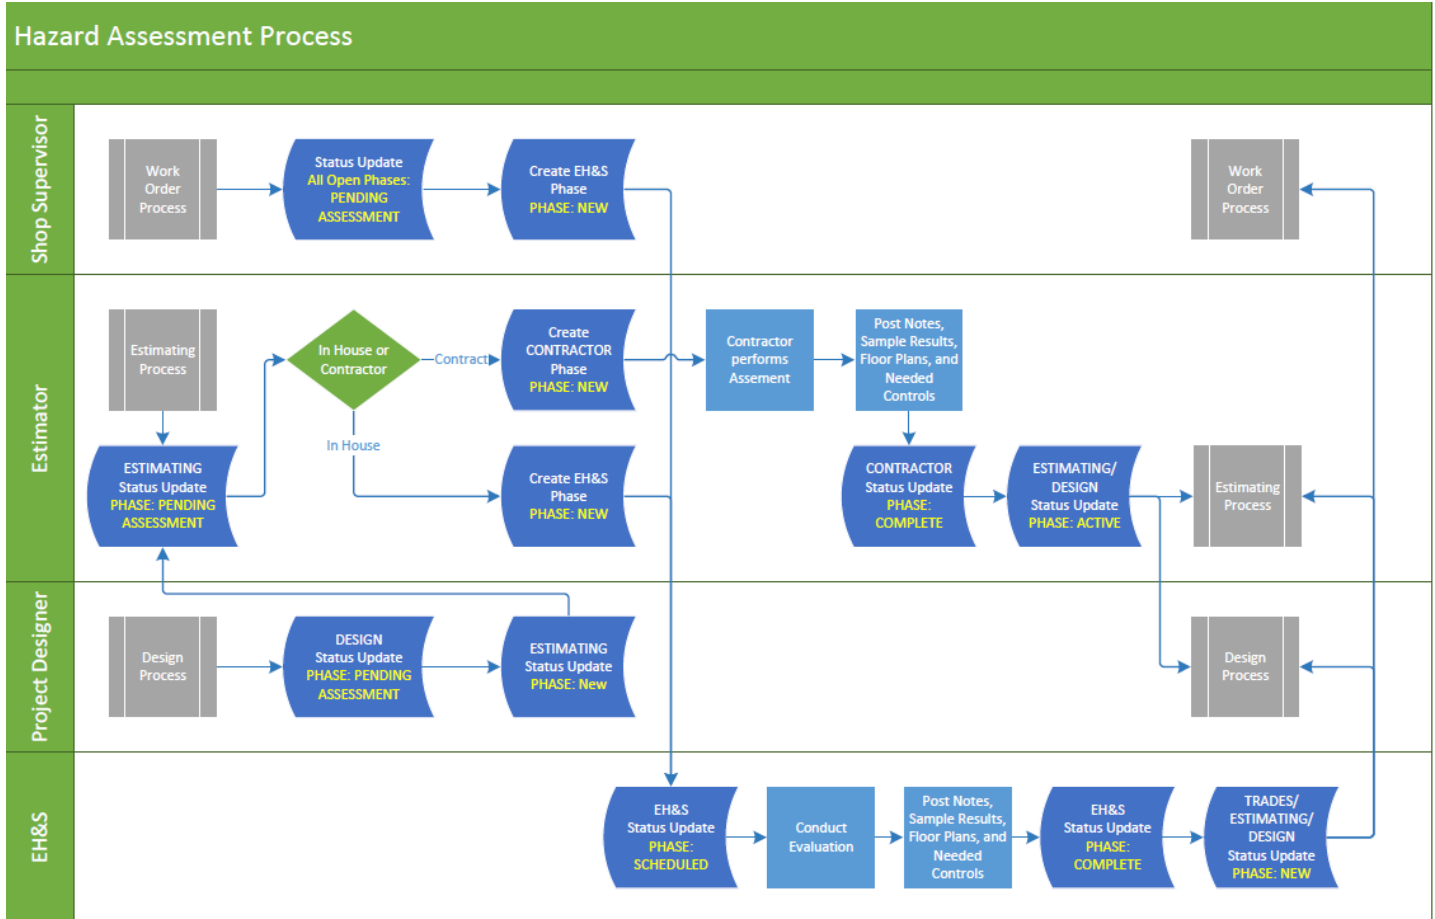 Hazard Assessment Process
Shop Supervisor
Work
Order
Process
Status Update
All Open Phases:
PENDING
ASSESSMENT
Create EH&S
Phase
PHASE: NEW
Work
Order
Process
Estimator
Estimating
Process
In House or
Contractor
Contract
In House
Create
CONTRACTOR
Phase
PHASE: NEW
Contractor
performs
Assement
Post Notes,
Sample Results,
Floor Plans, and
Needed
Controls
ESTIMATING
Status Update
PHASE: PENDING
ASSESSMENT
Create EH&S
Phase
PHASE: NEW
CONTRACTOR
Status Update
PHASE:
COMPLETE
ESTIMATING/
DESIGN
Status Update
PHASE: ACTIVE
Estimating
Process
Project Designer
Design
Process
DESIGN
Status Update
PHASE: PENDING
ASSESSMENT
ESTIMATING
Status Update
PHASE: New
Design
Process
EH&S
EH&S
Status Update
PHASE:
SCHEDULED
Conduct
Evaluation
Post Notes,
Sample Results,
Floor Plans, and
Needed
Controls
EH&S
Status Update
PHASE:
COMPLETE
TRADES/
ESTIMATING/
DESIGN
Status Update
PHASE: NEW